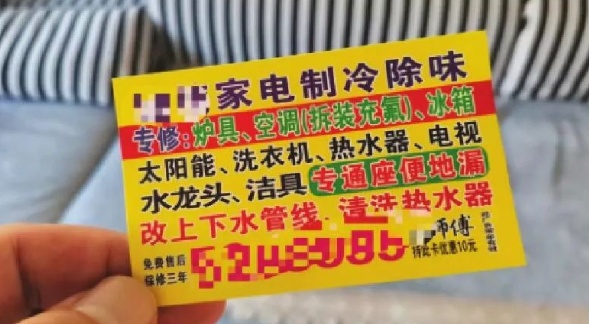 家电制冷除味
专修:炉具、空调(拆装充氟)、冰箱
太阳能、洗衣机、热水器、电视
水龙头、洁具 专通座便地漏
改上下水管线 清洗热水器
免费售后
保修三年
师傅
持此卡优惠10元